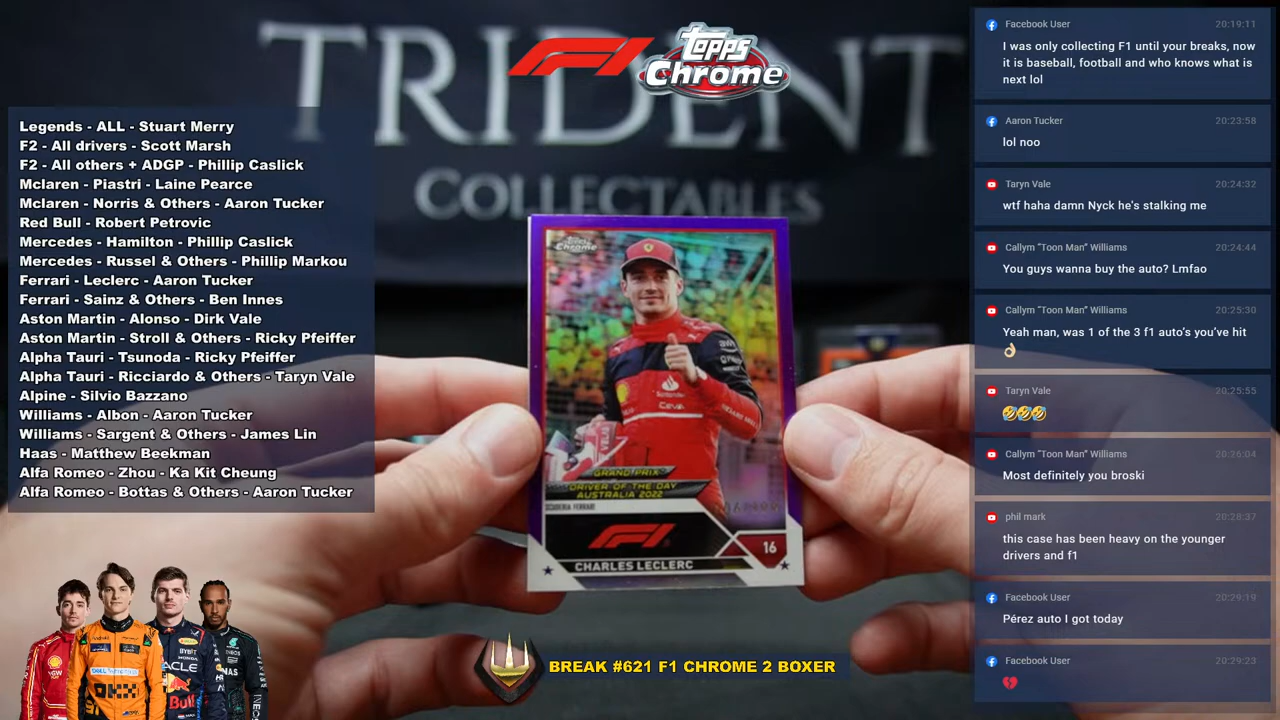 TRIDENT
COLLECTABLES
F1
Topps
Chrome
Legends - ALL - Stuart Merry
F2 - All drivers - Scott Marsh
F2 - All others + ADGP - Phillip Caslick
Mclaren - Piastri - Laine Pearce
Mclaren - Norris & Others - Aaron Tucker
Red Bull - Robert Petrovic
Mercedes - Hamilton - Phillip Caslick
Mercedes - Russel & Others - Phillip Markou
Ferrari - Leclerc - Aaron Tucker
Ferrari - Sainz & Others - Ben Innes
Aston Martin - Alonso - Dirk Vale
Aston Martin - Stroll & Others - Ricky Pfeiffer
Alpha Tauri - Tsunoda - Ricky Pfeiffer
Alpha Tauri - Ricciardo & Others - Taryn Vale
Alpine - Silvio Bazzano
Williams - Albon - Aaron Tucker
Williams - Sargent & Others - James Lin
Haas - Matthew Beekman
Alfa Romeo - Zhou - Ka Kit Cheung
Alfa Romeo - Bottas & Others - Aaron Tucker
Topps
Chrome
Santander
CEVA
GRAND PRIX
DRIVER OF THE DAY
AUSTRALIA 2022
SCUDERIA FERRARI
F1
16
CHARLES LECLERC
BREAK #621 F1 CHROME 2 BOXER
Facebook User 20:19:11
I was only collecting F1 until your breaks, now
it is baseball, football and who knows what is
next lol
Aaron Tucker 20:23:58
lol noo
Taryn Vale 20:24:32
wtf haha damn Nyck he's stalking me
Callym “Toon Man” Williams 20:24:44
You guys wanna buy the auto? Lmfao
Callym “Toon Man” Williams 20:25:30
Yeah man, was 1 of the 3 f1 auto’s you’ve hit
👌🏼
Taryn Vale 20:25:55
🤣🤣🤣
Callym “Toon Man” Williams 20:26:04
Most definitely you broski
phil mark 20:28:37
this case has been heavy on the younger
drivers and f1
Facebook User 20:29:19
Pérez auto I got today
Facebook User 20:29:23
💔